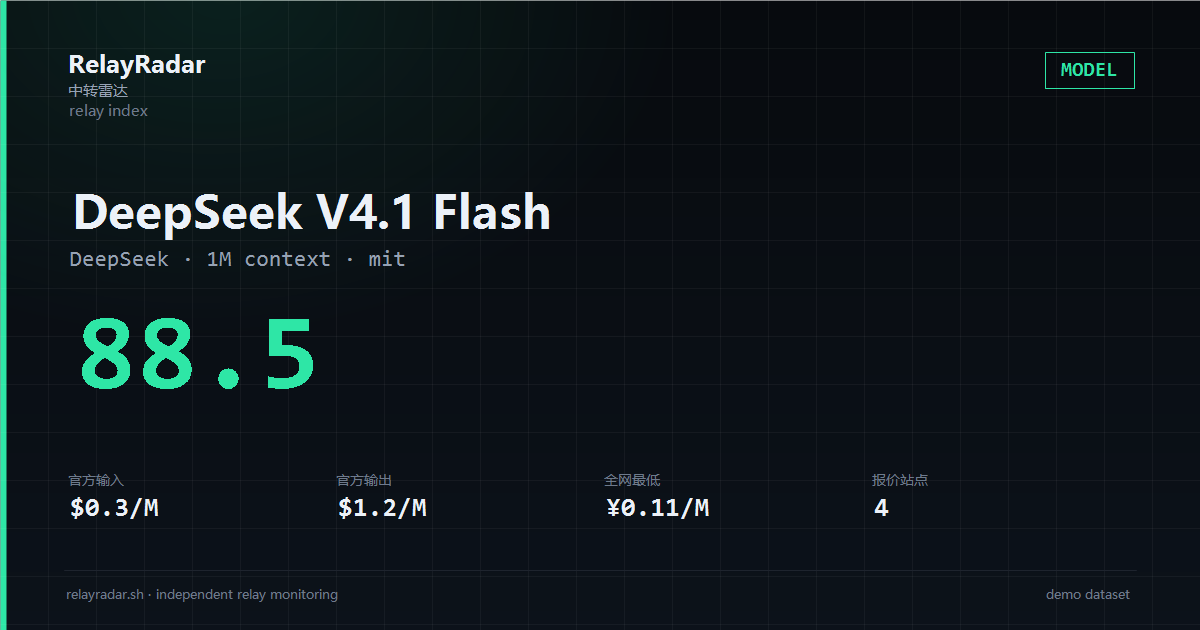 RelayRadar
中转雷达
relay index
MODEL
DeepSeek V4.1 Flash
DeepSeek · 1M context · mit
88.5
官方输入
$0.3/M
官方输出
$1.2/M
全网最低
¥0.11/M
报价站点
4
relayradar.sh · independent relay monitoring
demo dataset